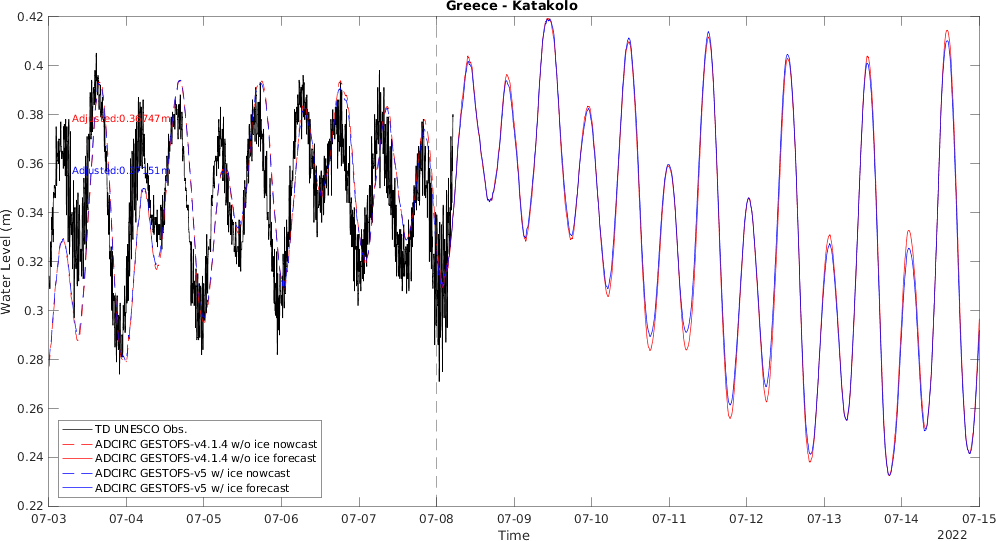 Greece - Katakolo
0.42
0.4
0.38
0.36
0.34
0.32
0.3
0.28
0.26
0.24
0.22
Water Level (m)
Adjusted:0.36747m
TD UNESCO Obs.
ADCIRC GESTOFS-v4.1.4 w/o ice nowcast
ADCIRC GESTOFS-v4.1.4 w/o ice forecast
ADCIRC GESTOFS-v5 w/ ice nowcast
ADCIRC GESTOFS-v5 w/ ice forecast
07-03 07-04 07-05 07-06 07-07 07-08 07-09 07-10 07-11 07-12 07-13 07-14 07-15
Time
2022